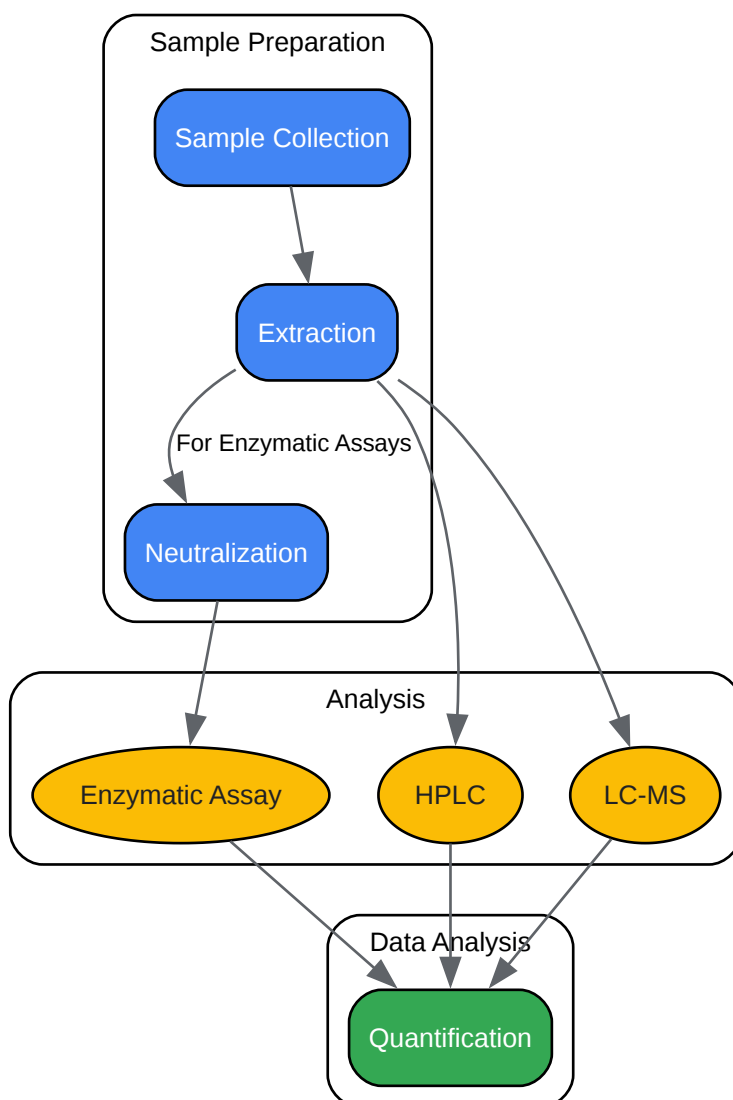 Sample Preparation
Sample Collection
Extraction
For Enzymatic Assays
Neutralization
Analysis
Enzymatic Assay
HPLC
LC-MS
Data Analysis
Quantification